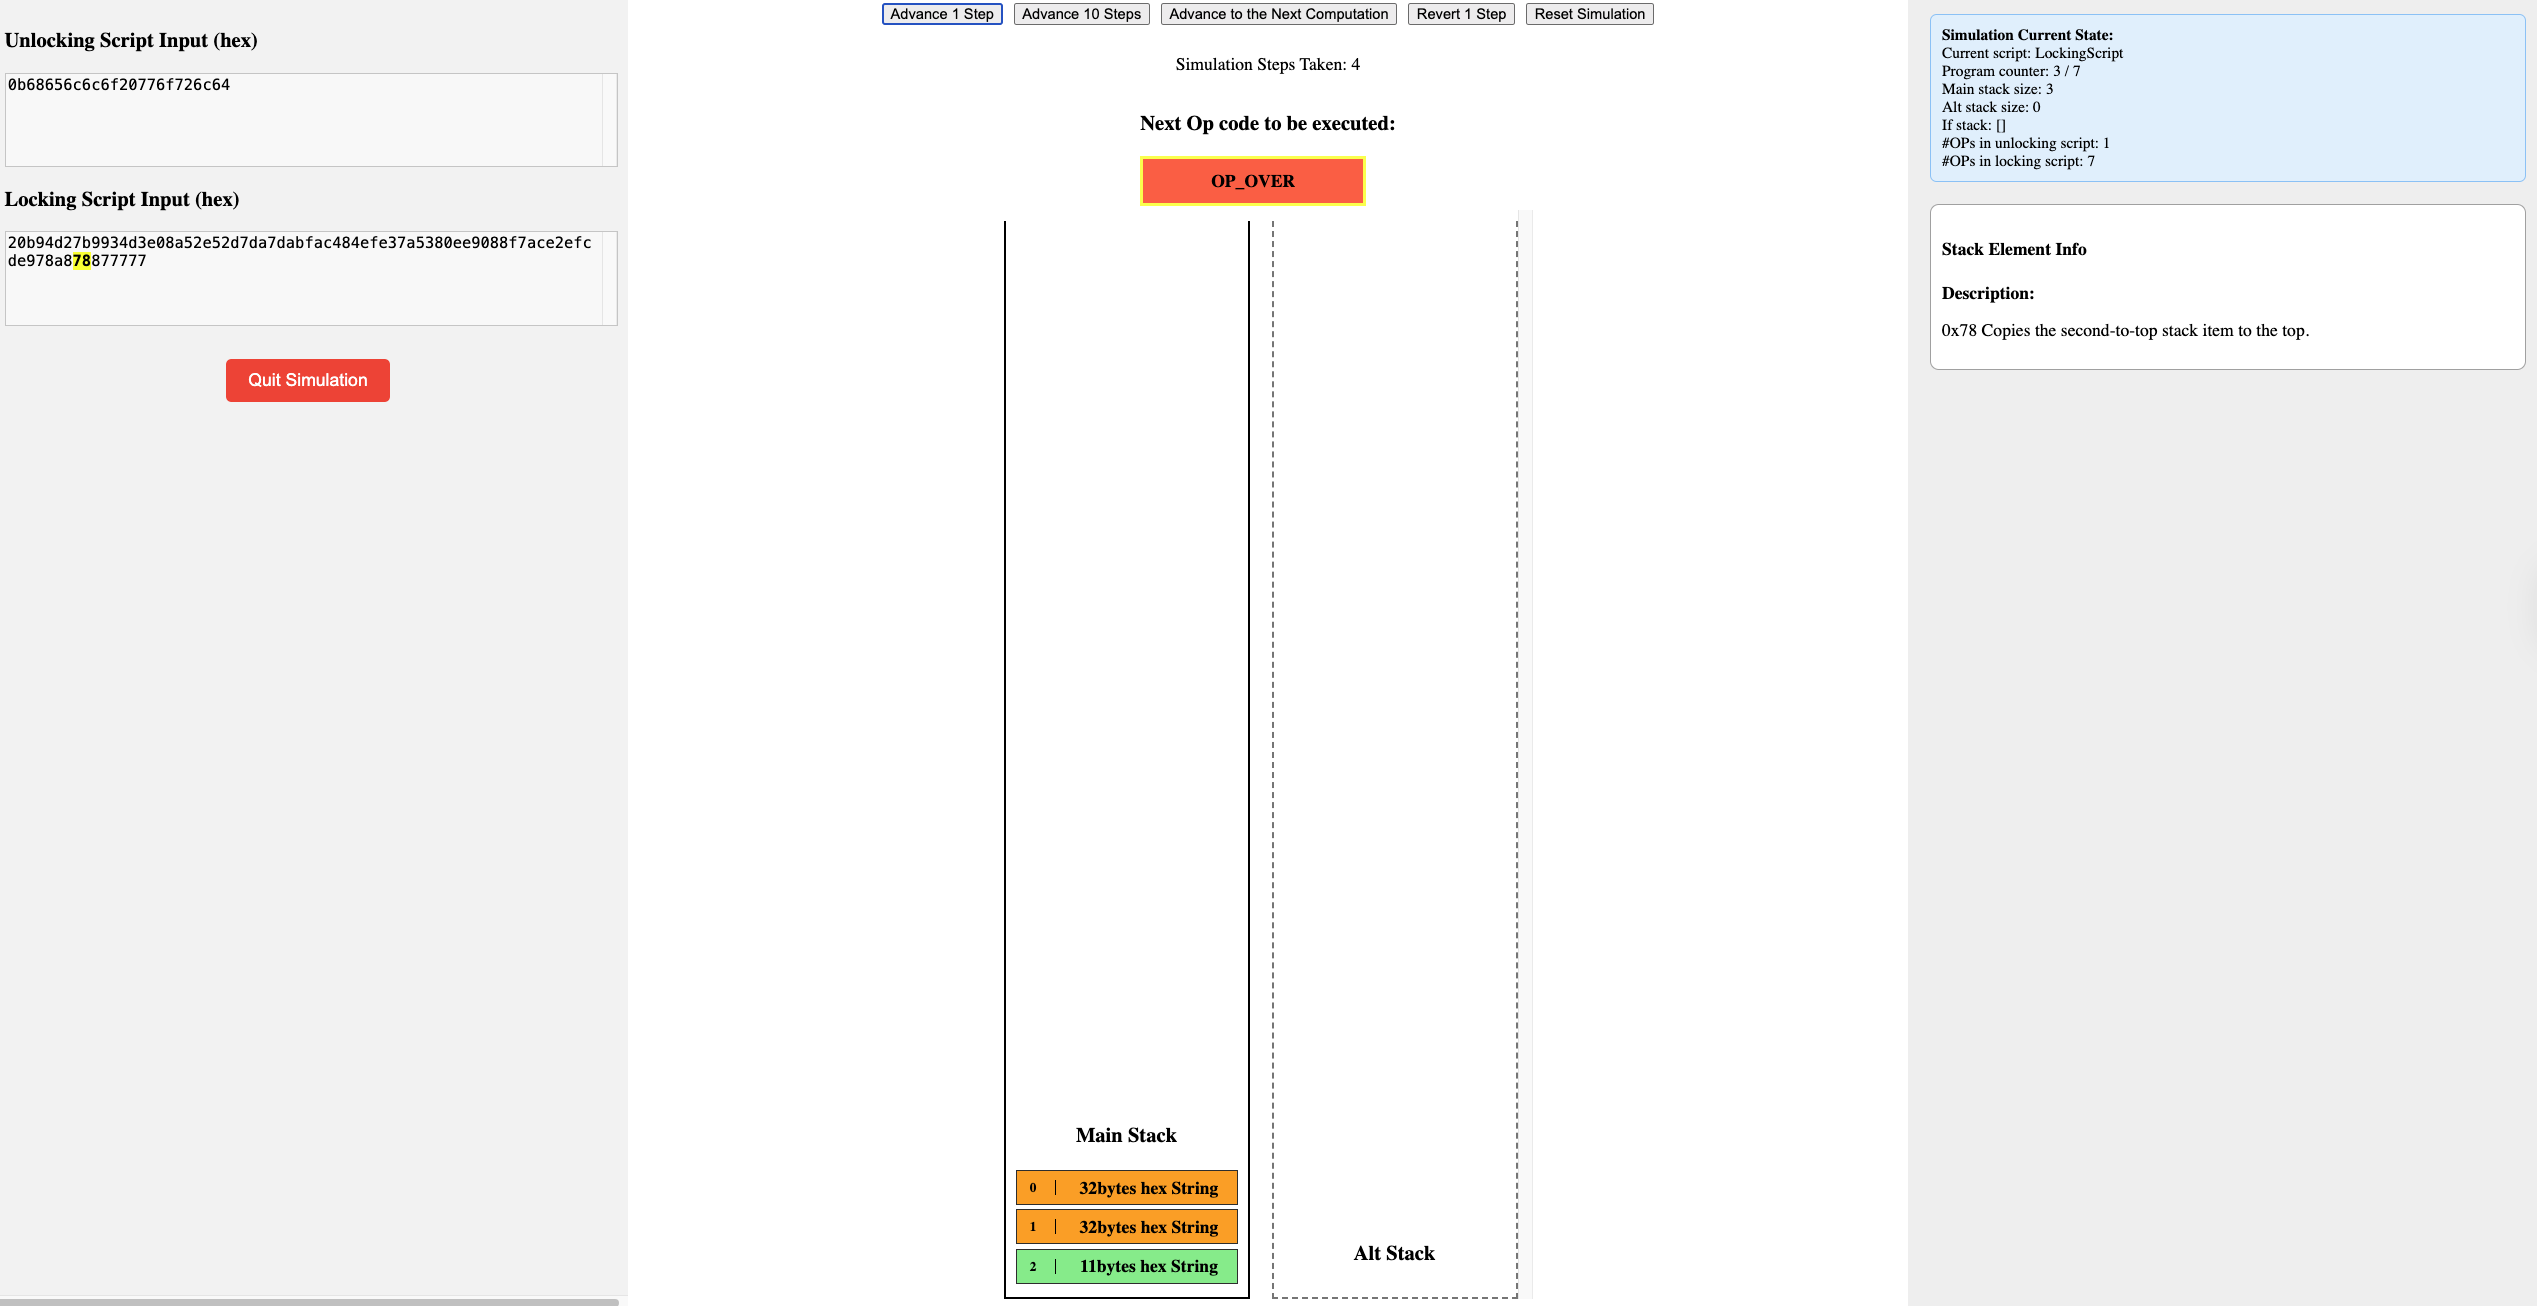 Unlocking Script Input (hex)
0b68656c6c6f20776f726c64
Locking Script Input (hex)
20b94d27b9934d3e08a52e52d7da7dabfac484efe37a5380ee9088f7ace2efc
de978a878877777
Quit Simulation
Advance 1 Step
Advance 10 Steps
Advance to the Next Computation
Revert 1 Step
Reset Simulation
Simulation Steps Taken: 4
Next Op code to be executed:
OP_OVER
Main Stack
0 | 32bytes hex String
1 | 32bytes hex String
2 | 11bytes hex String
Alt Stack
Simulation Current State:
Current script: LockingScript
Program counter: 3 / 7
Main stack size: 3
Alt stack size: 0
If stack: []
#OPs in unlocking script: 1
#OPs in locking script: 7
Stack Element Info
Description:
0x78 Copies the second-to-top stack item to the top.